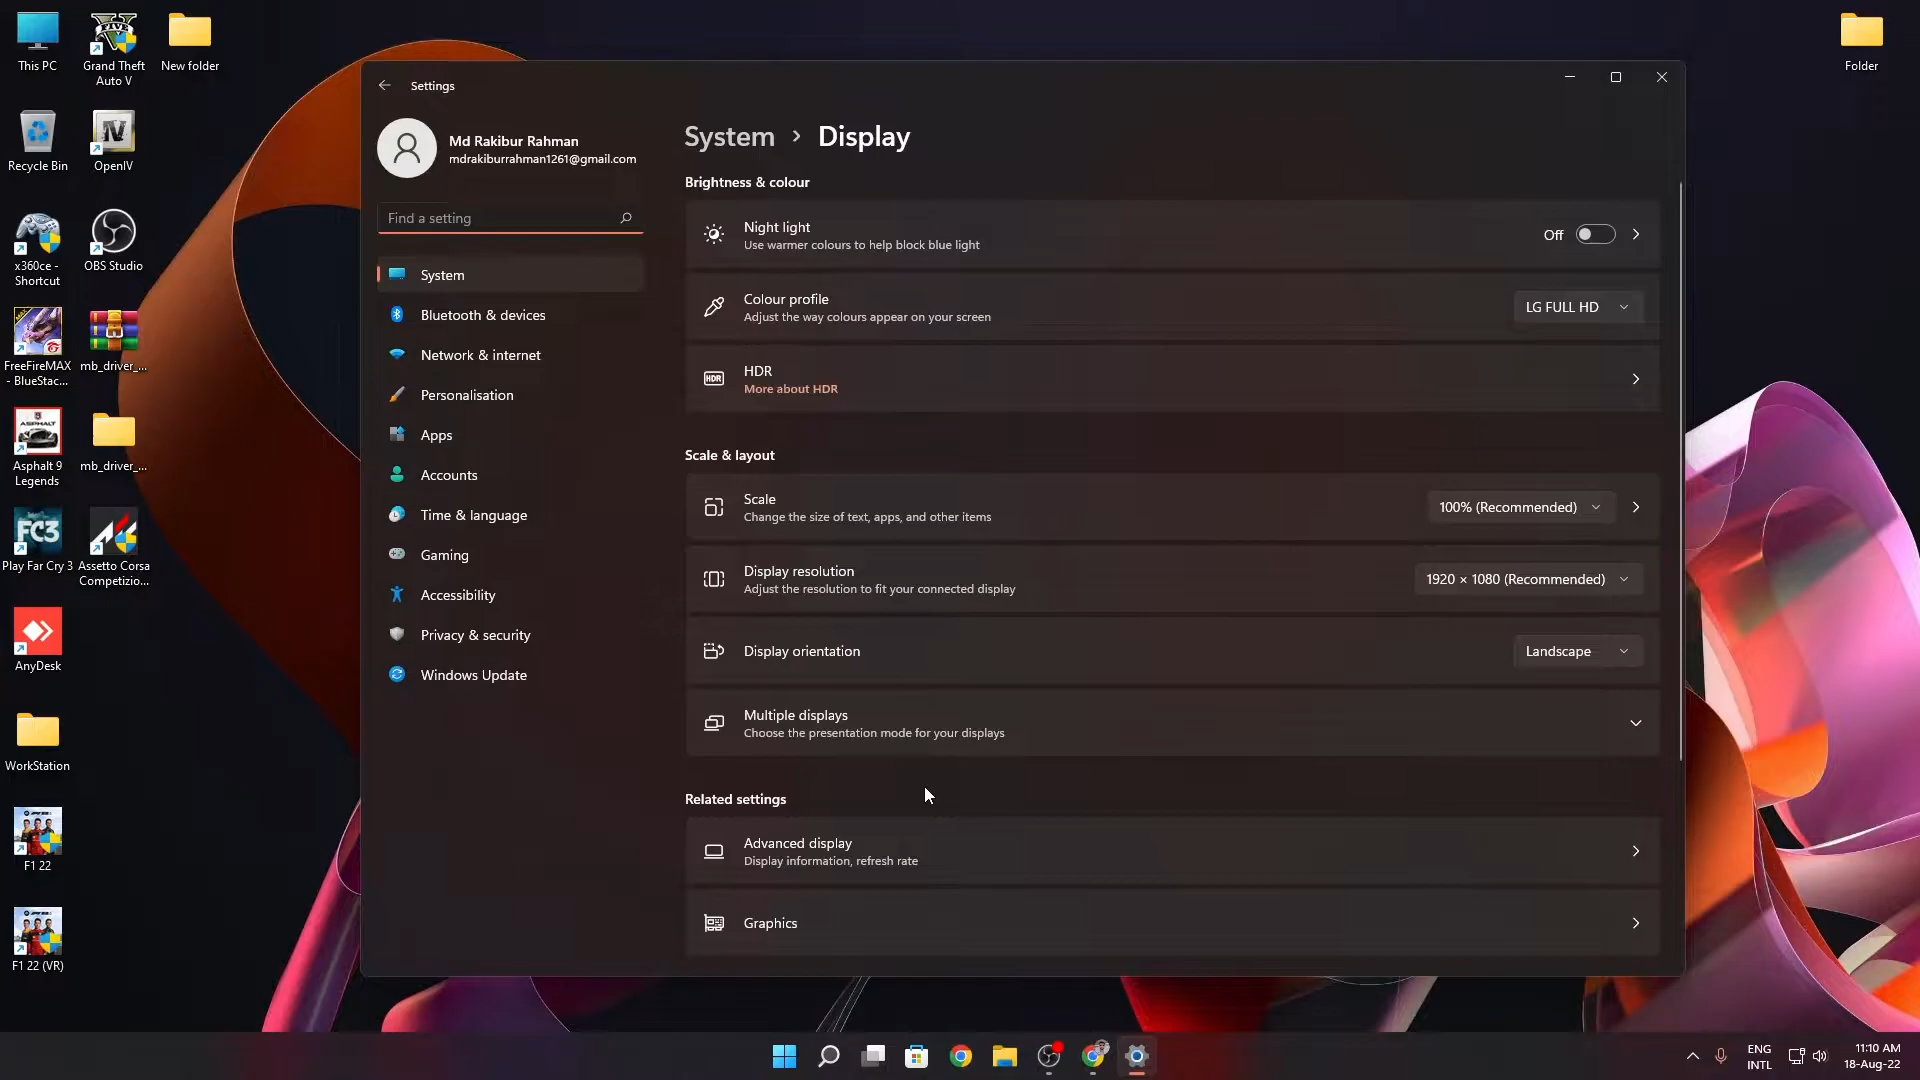 This PC
Grand Theft
Auto V
New folder
Folder
Recycle Bin
OpenIV
x360ce -
Shortcut
OBS Studio
FreeFireMAX
- BlueStac...
mb_driver_...
Asphalt 9
Legends
mb_driver_...
FC3
Play Far Cry 3
Assetto Corsa
Competizio...
AnyDesk
WorkStation
F1 22
F1 22 (VR)
Settings
Md Rakibur Rahman
mdrakiburrahman1261@gmail.com
Find a setting
System
Bluetooth & devices
Network & internet
Personalisation
Apps
Accounts
Time & language
Gaming
Accessibility
Privacy & security
Windows Update
System › Display
Brightness & colour
Night light
Use warmer colours to help block blue light
Off
Colour profile
Adjust the way colours appear on your screen
LG FULL HD
HDR
HDR
More about HDR
Scale & layout
Scale
Change the size of text, apps, and other items
100% (Recommended)
Display resolution
Adjust the resolution to fit your connected display
1920 × 1080 (Recommended)
Display orientation
Landscape
Multiple displays
Choose the presentation mode for your displays
Related settings
Advanced display
Display information, refresh rate
Graphics
ENG
INTL
11:10 AM
18-Aug-22